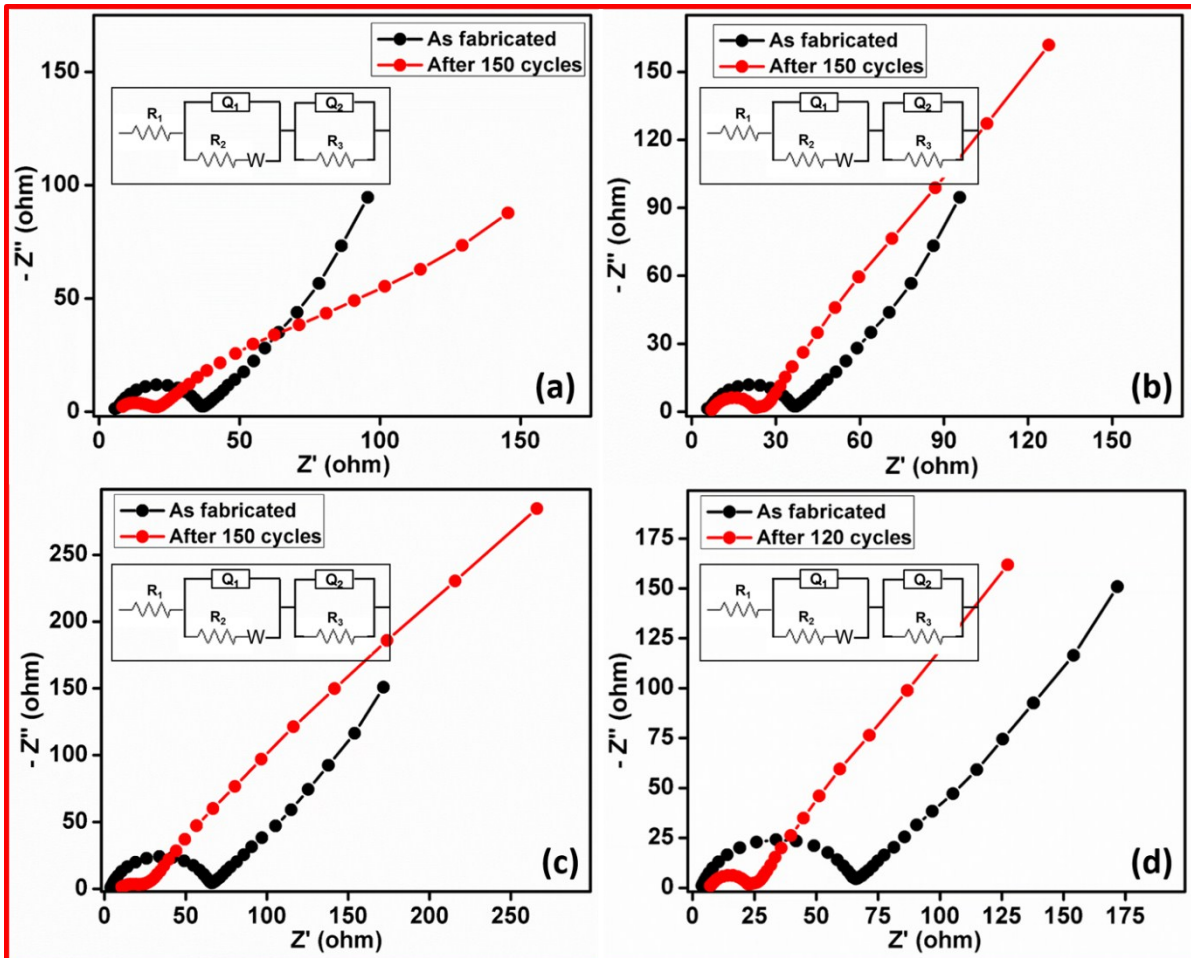 As fabricated
After 150 cycles
150
100
50
0
- Z'' (ohm)
R1
Q1
R2
W
Q2
R3
(a)
0
50
100
150
Z' (ohm)
As fabricated
After 150 cycles
150
120
90
60
30
0
- Z'' (ohm)
R1
Q1
R2
W
Q2
R3
(b)
0
30
60
90
120
150
Z' (ohm)
As fabricated
After 150 cycles
250
200
150
100
50
0
- Z'' (ohm)
R1
Q1
R2
W
Q2
R3
(c)
0
50
100
150
200
250
Z' (ohm)
As fabricated
After 120 cycles
175
150
125
100
75
50
25
0
- Z'' (ohm)
R1
Q1
R2
W
Q2
R3
(d)
0
25
50
75
100
125
150
175
Z' (ohm)